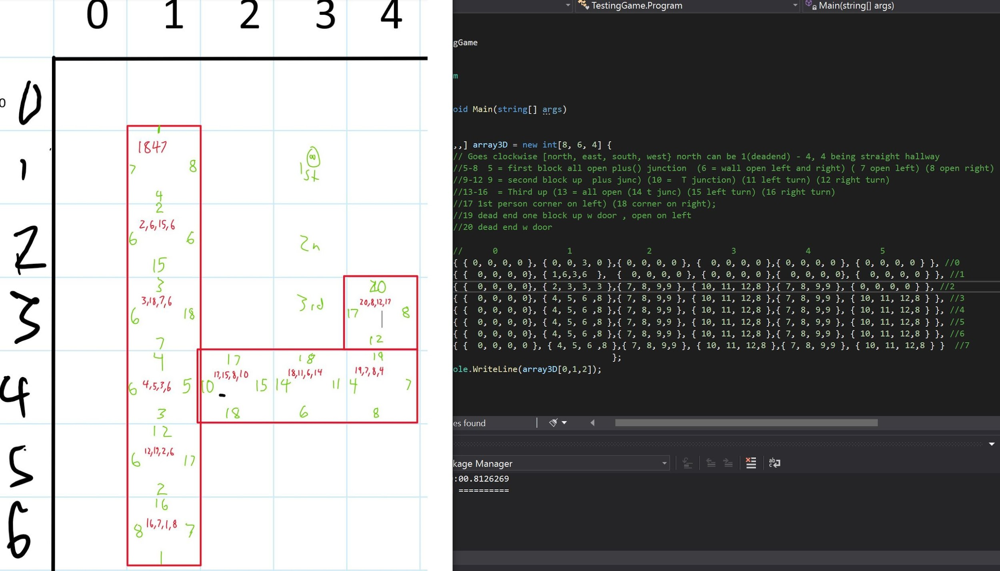 0 1 2 3 4
0
0
1
1847
7 8
4
1
1st
2
2,6,15,6
6 6
15
2
2n
3
3,18,7,6
6 18
7
3
3rd
20
20,8,12,17
17 8
12
4
4
6 4,5,3,6 5
3
17
17,15,8,10
10 15
18
18
18,11,6,14
14 11
6
19
19,7,8,4
4 7
8
5
12
12,17,2,6
6 17
2
6
16
16,7,1,8
8 7
1
TestingGame.Program Main(string[] args)
gGame
m
oid Main(string[] args)
,,] array3D = new int[8, 6, 4] {
// Goes clockwise [north, east, south, west} north can be 1(deadend) - 4, 4 being straight hallway
//5-8  5 = first block all open plus() junction  (6 = wall open left and right) ( 7 open left) (8 open right)
//9-12 9 = second block up  plus junc) (10 =  T junction) (11 left turn) (12 right turn)
//13-16  = Third up (13 = all open (14 t junc) (15 left turn) (16 right turn)
//17 1st person corner on left) (18 corner on right);
//19 dead end one block up w door , open on left
//20 dead end w door
// 0 1 2 3 4 5
{ { 0, 0, 0, 0 }, { 0, 0, 3, 0 },{ 0, 0, 0, 0 }, {  0, 0, 0, 0 },{ 0, 0, 0, 0 }, { 0, 0, 0, 0 } }, //0
{ {  0, 0, 0, 0}, { 1,6,3,6  },  {  0, 0, 0, 0 }, { 0, 0, 0, 0 },{  0, 0, 0, 0}, {  0, 0, 0, 0 } }, //1
{ {  0, 0, 0, 0}, { 2, 3, 3, 3 },{ 7, 8, 9,9 }, { 10, 11, 12,8 },{ 7, 8, 9,9 }, { 0, 0, 0, 0 } }, //2
{ {  0, 0, 0, 0}, { 4, 5, 6 ,8 },{ 7, 8, 9,9 }, { 10, 11, 12,8 },{ 7, 8, 9,9 }, { 10, 11, 12,8 } }, //3
{ {  0, 0, 0, 0}, { 4, 5, 6 ,8 },{ 7, 8, 9,9 }, { 10, 11, 12,8 },{ 7, 8, 9,9 }, { 10, 11, 12,8 } }, //4
{ {  0, 0, 0, 0}, { 4, 5, 6 ,8 },{ 7, 8, 9,9 }, { 10, 11, 12,8 },{ 7, 8, 9,9 }, { 10, 11, 12,8 } }, //5
{ {  0, 0, 0, 0}, { 4, 5, 6 ,8 },{ 7, 8, 9,9 }, { 10, 11, 12,8 },{ 7, 8, 9,9 }, { 10, 11, 12,8 } }, //6
{ {  0, 0, 0, 0 }, { 4, 5, 6 ,8 },{ 7, 8, 9,9 }, { 10, 11, 12,8 },{ 7, 8, 9,9 }, { 10, 11, 12,8 } }  //7
};
ole.WriteLine(array3D[0,1,2]);
es found
kage Manager
:00.8126269
==========